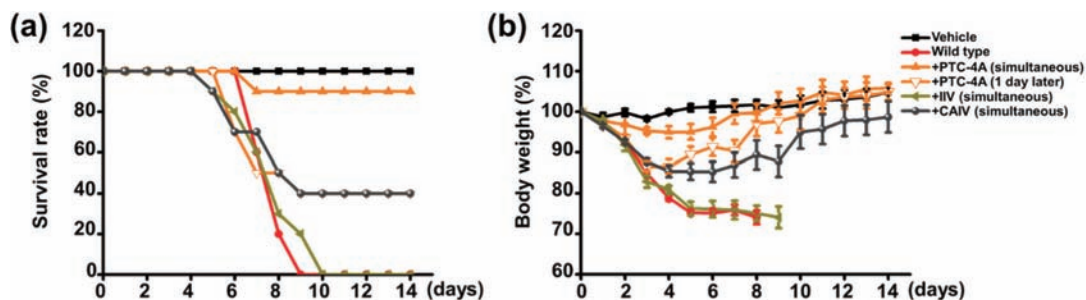 (a)
Survival rate (%)
120
100
80
60
40
20
0
0 2 4 6 8 10 12 14 (days)
(b)
Body weight (%)
120
110
100
90
80
70
60
0 2 4 6 8 10 12 14 (days)
Vehicle
Wild type
+PTC-4A (simultaneous)
+PTC-4A (1 day later)
+IIV (simultaneous)
+CAIV (simultaneous)